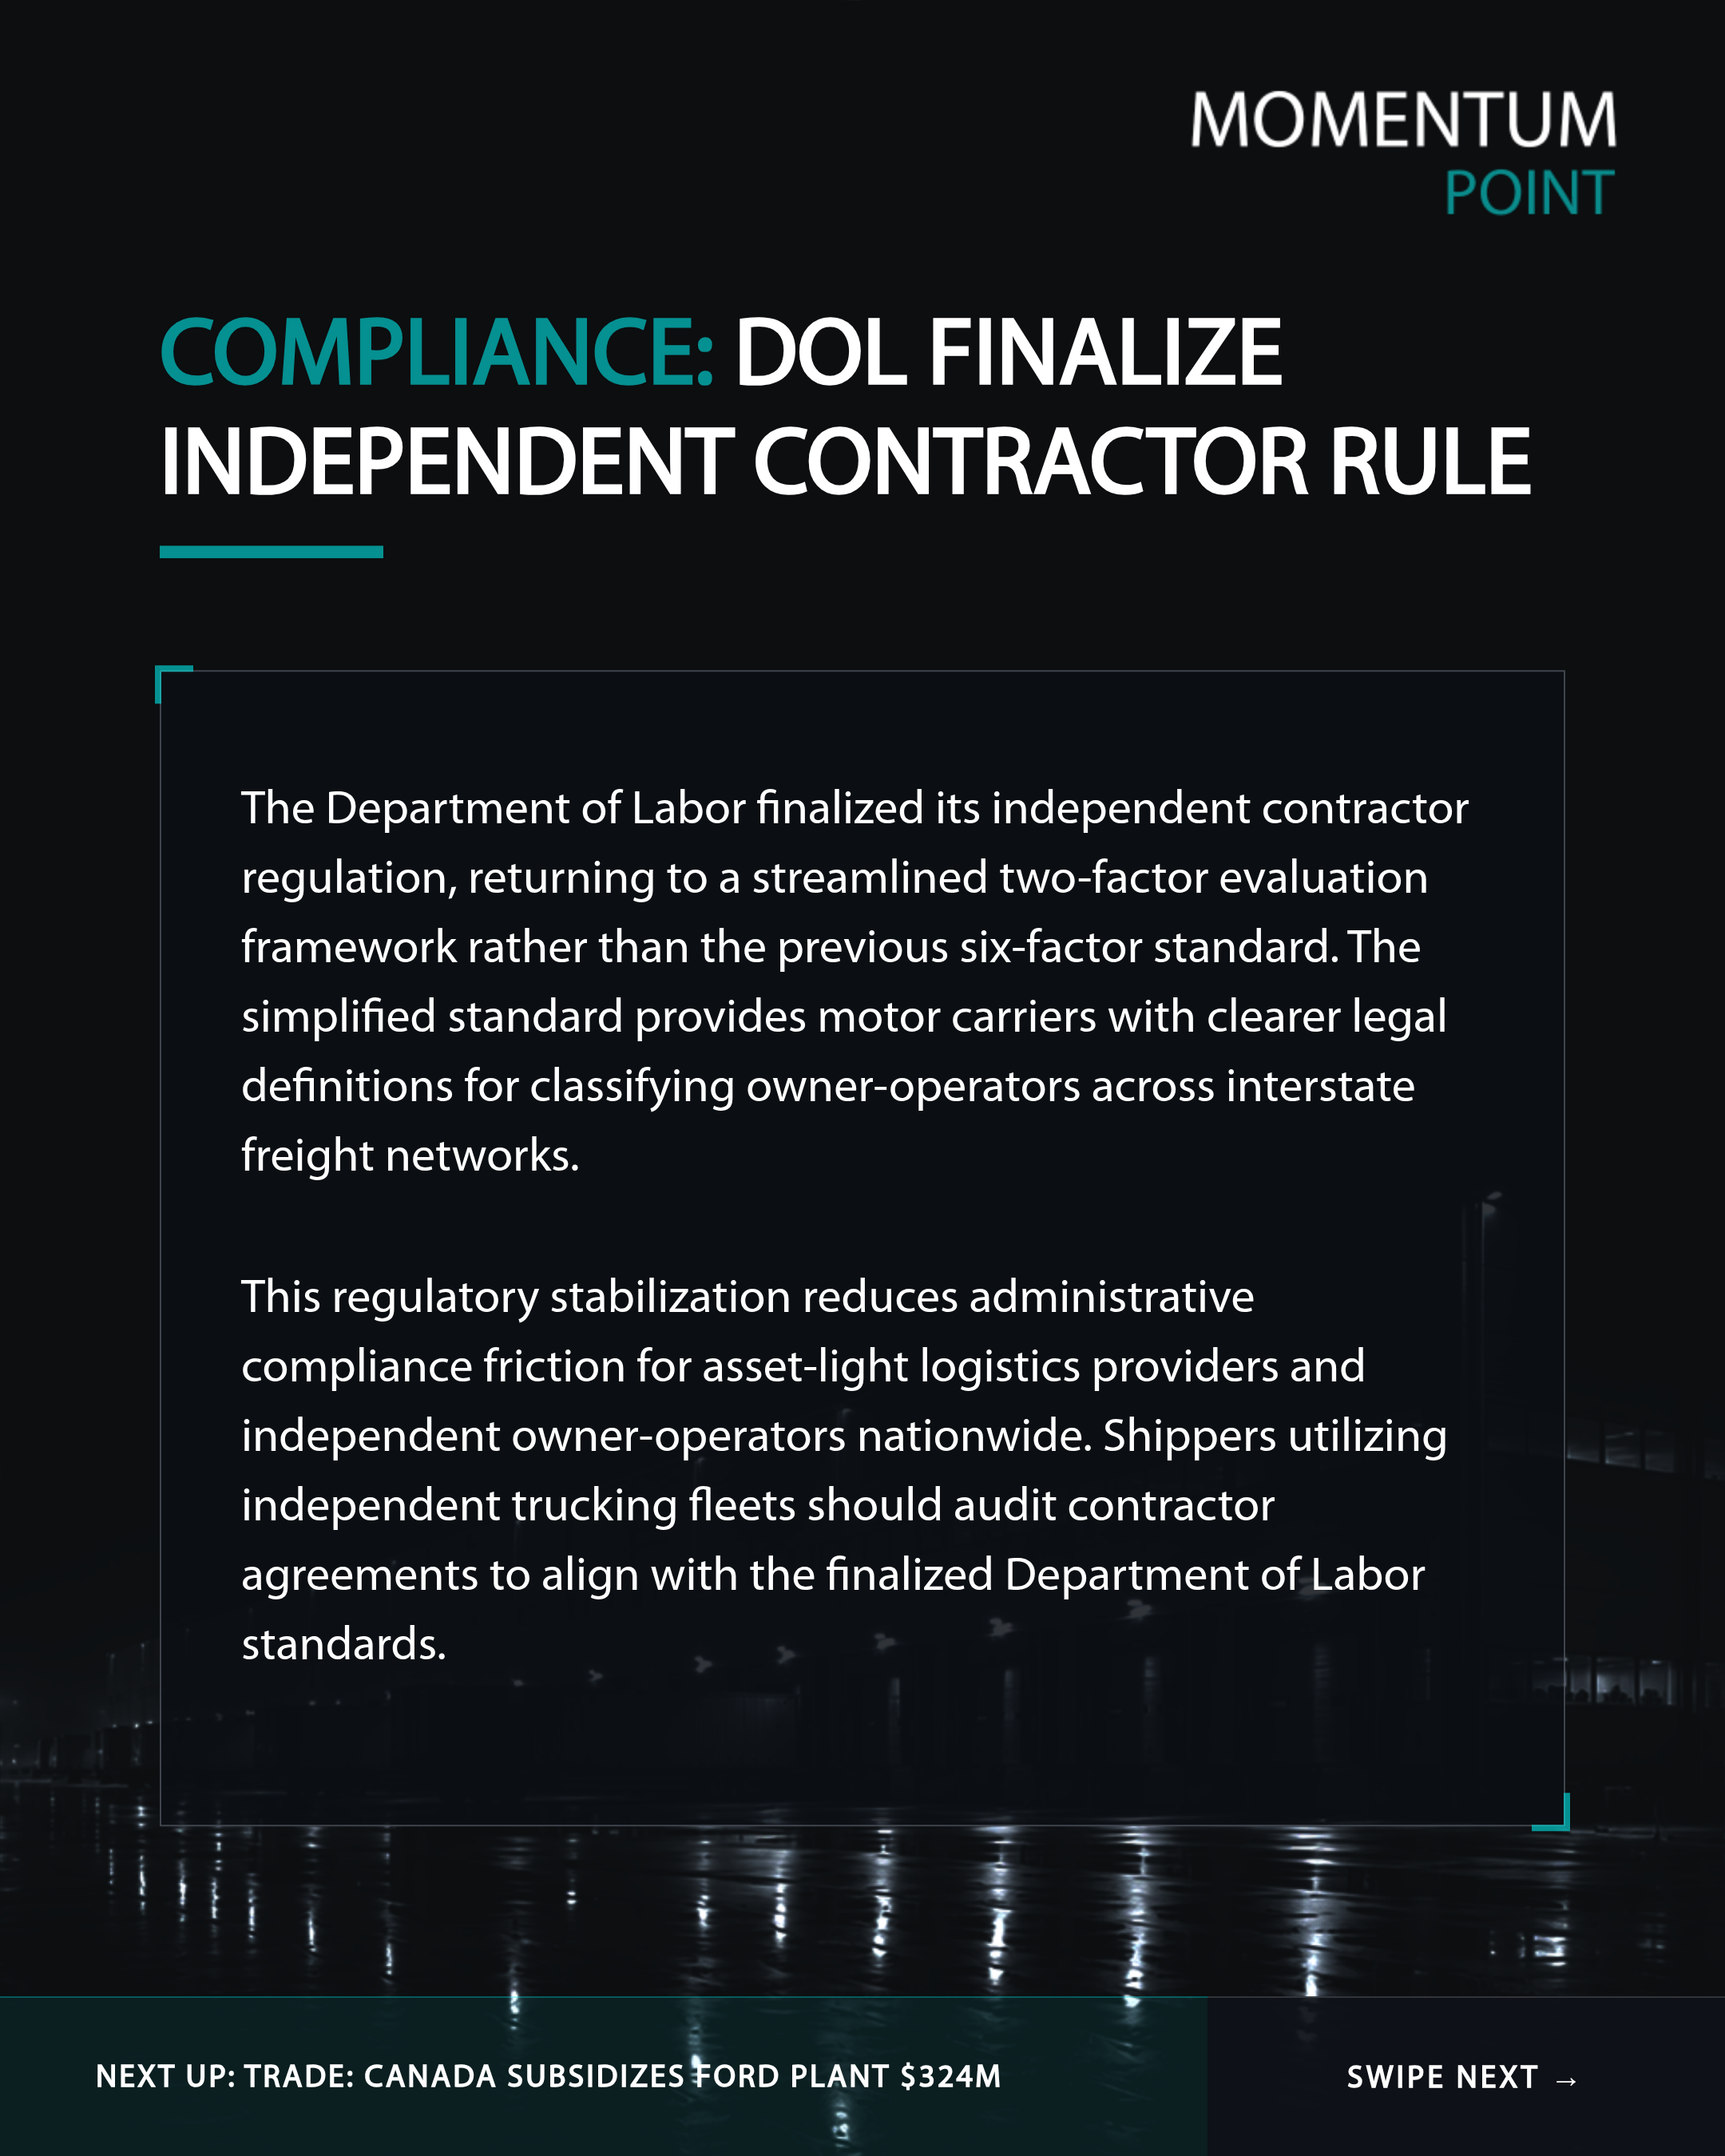 MOMENTUM
POINT
COMPLIANCE: DOL FINALIZE
INDEPENDENT CONTRACTOR RULE
The Department of Labor finalized its independent contractor
regulation, returning to a streamlined two-factor evaluation
framework rather than the previous six-factor standard. The
simplified standard provides motor carriers with clearer legal
definitions for classifying owner-operators across interstate
freight networks.
This regulatory stabilization reduces administrative
compliance friction for asset-light logistics providers and
independent owner-operators nationwide. Shippers utilizing
independent trucking fleets should audit contractor
agreements to align with the finalized Department of Labor
standards.
NEXT UP: TRADE: CANADA SUBSIDIZES FORD PLANT $324M
SWIPE NEXT →